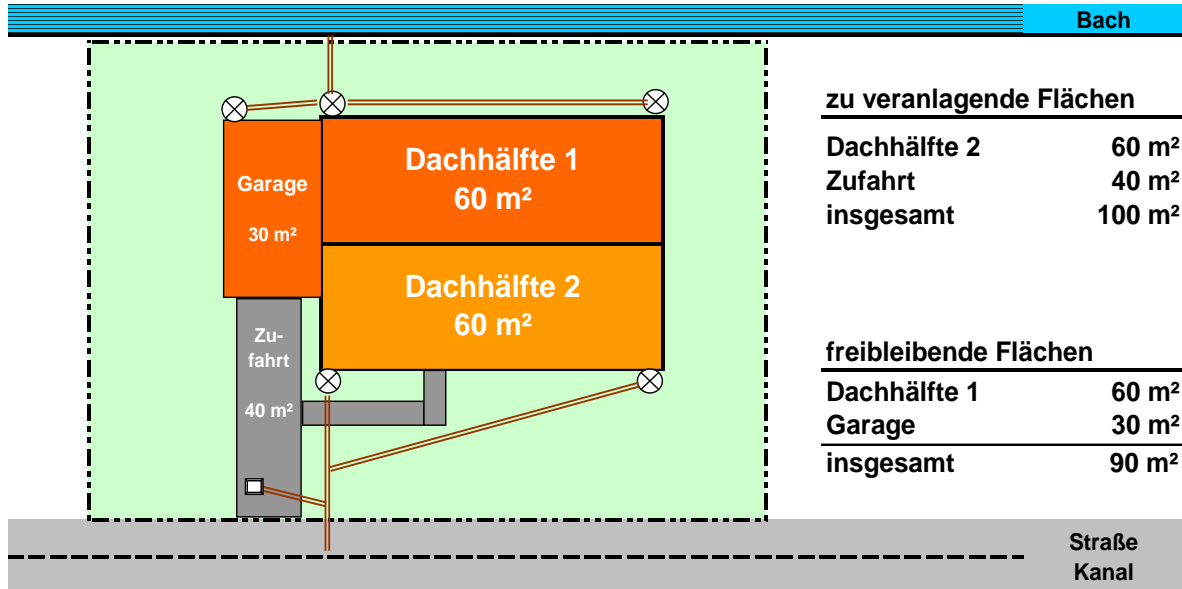 Bach
Garage
30 m²
Dachhälfte 1
60 m²
Dachhälfte 2
60 m²
Zu-
fahrt
40 m²
zu veranlagende Flächen
Dachhälfte 2 60 m²
Zufahrt 40 m²
insgesamt 100 m²
freibleibende Flächen
Dachhälfte 1 60 m²
Garage 30 m²
insgesamt 90 m²
Straße
Kanal